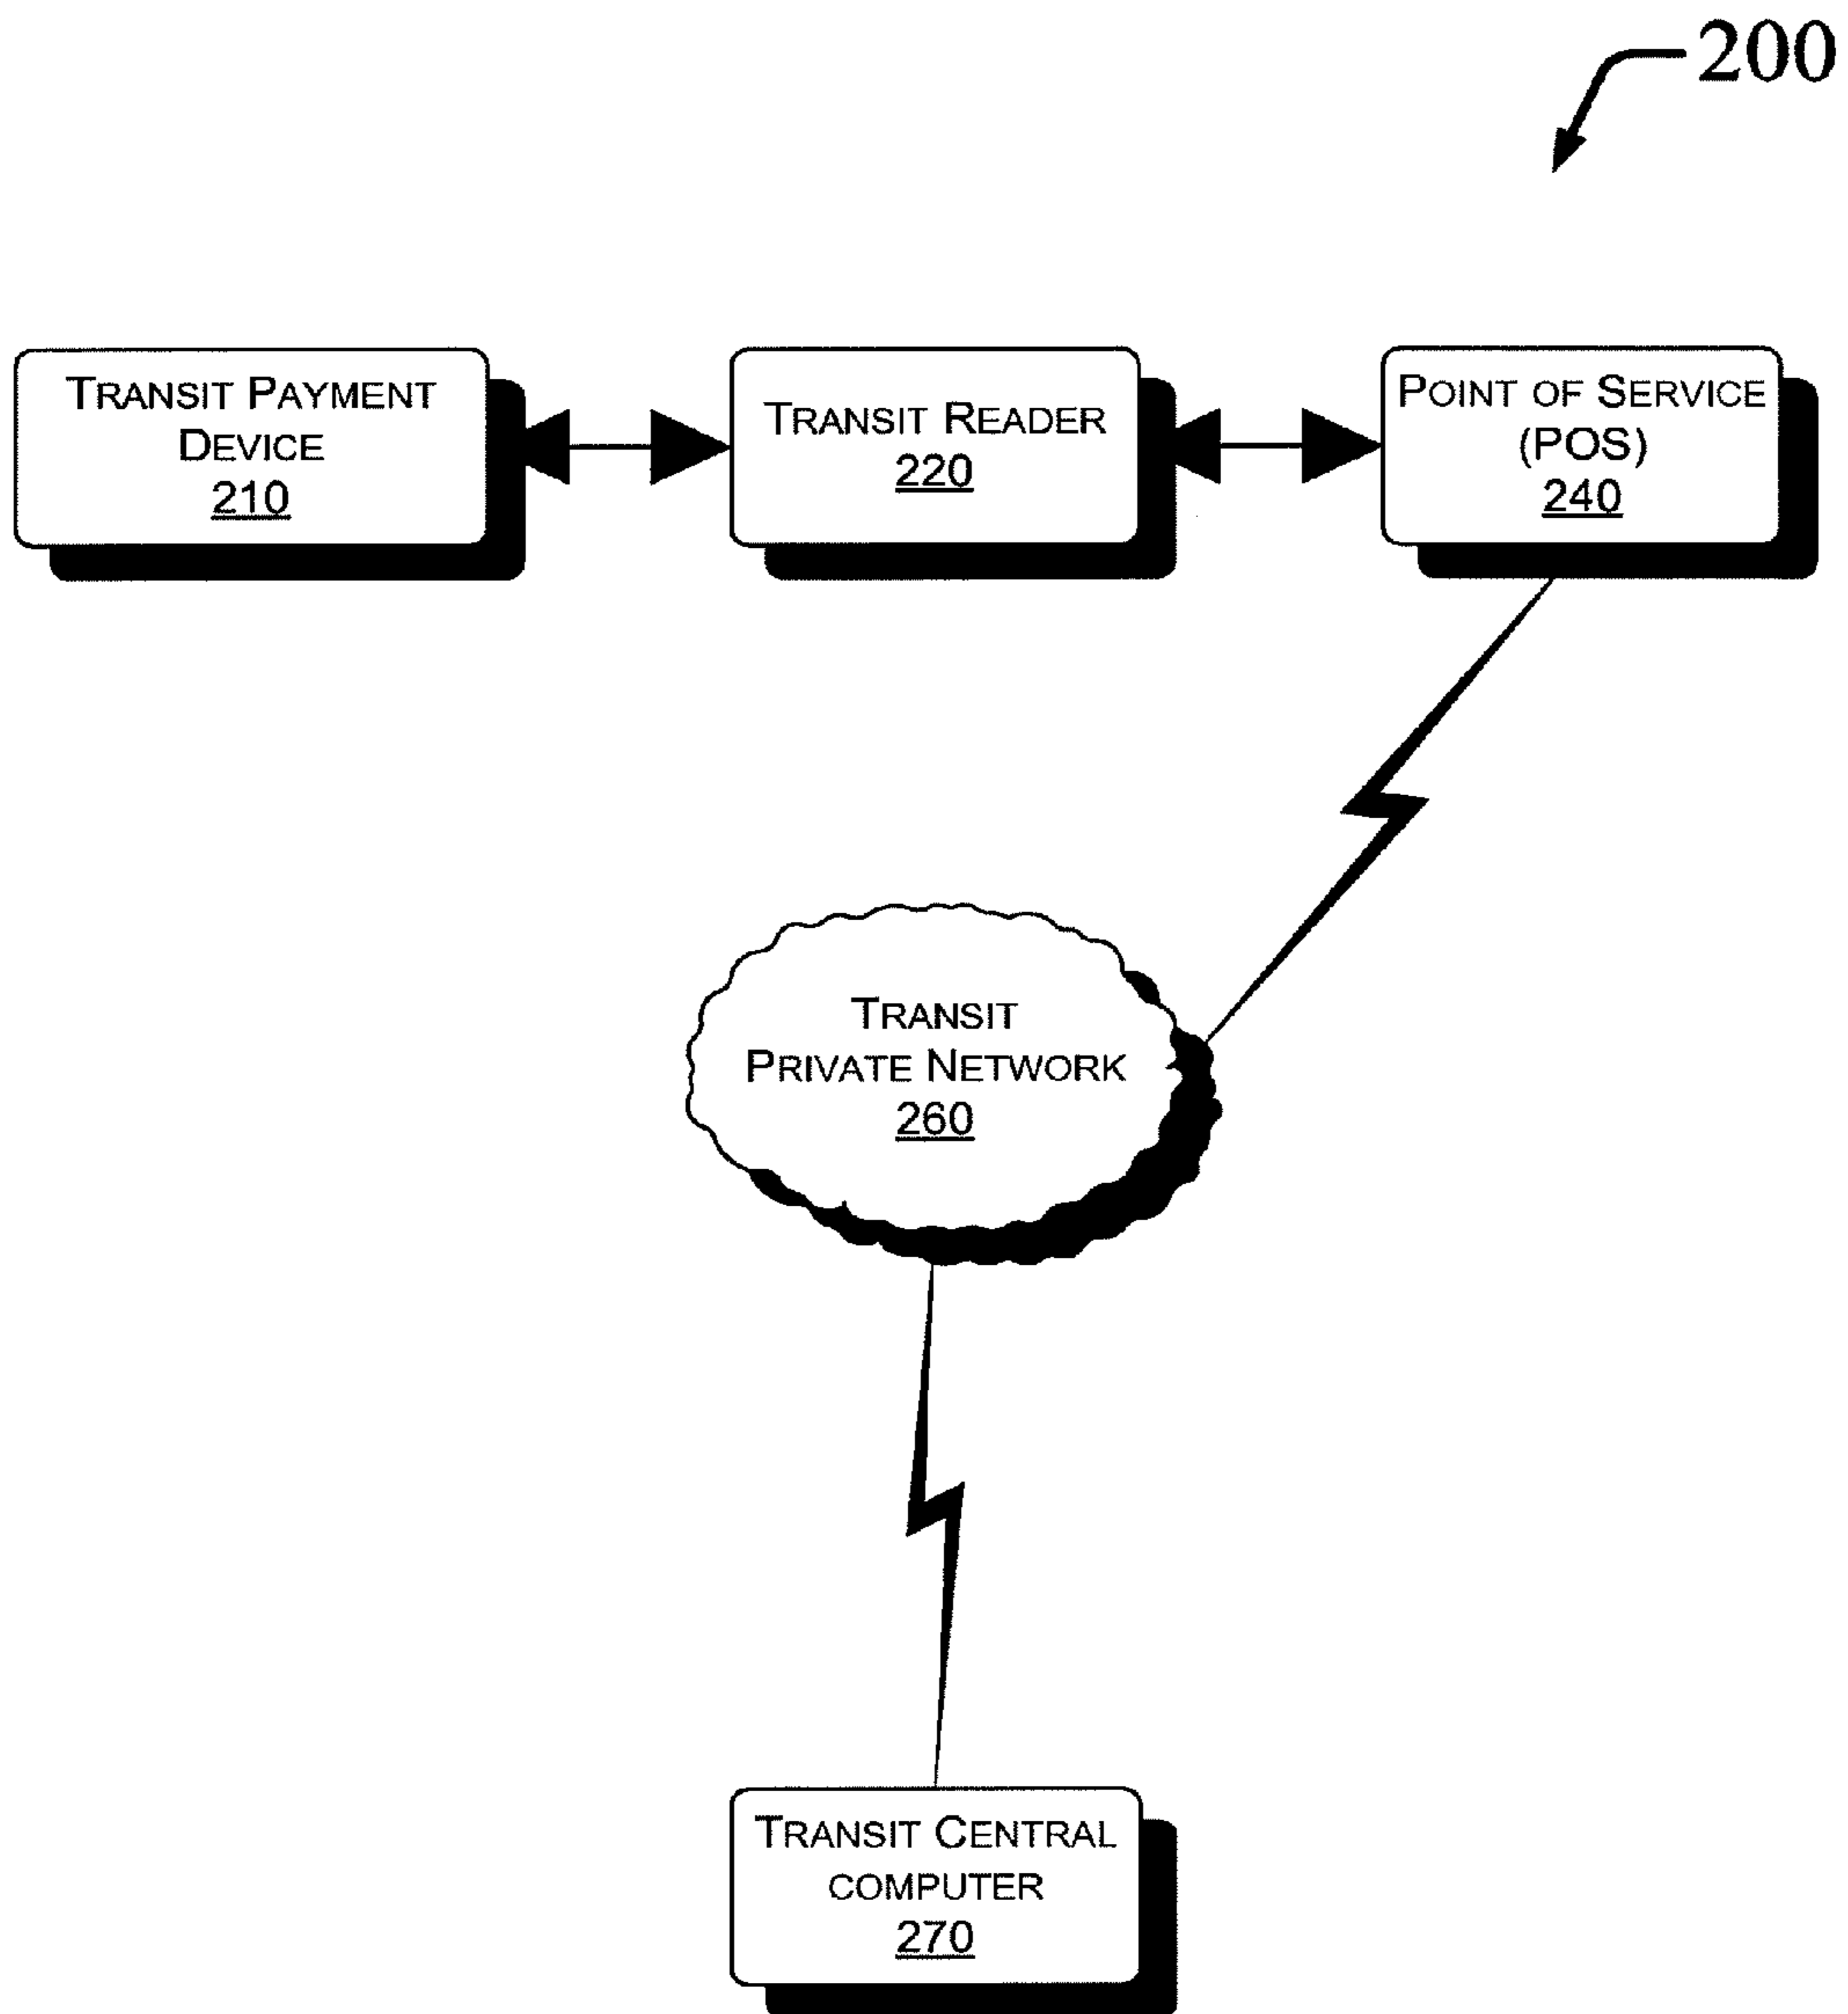 200
TRANSIT PAYMENT
DEVICE
210
TRANSIT READER
220
POINT OF SERVICE
(POS)
240
TRANSIT
PRIVATE NETWORK
260
TRANSIT CENTRAL
COMPUTER
270